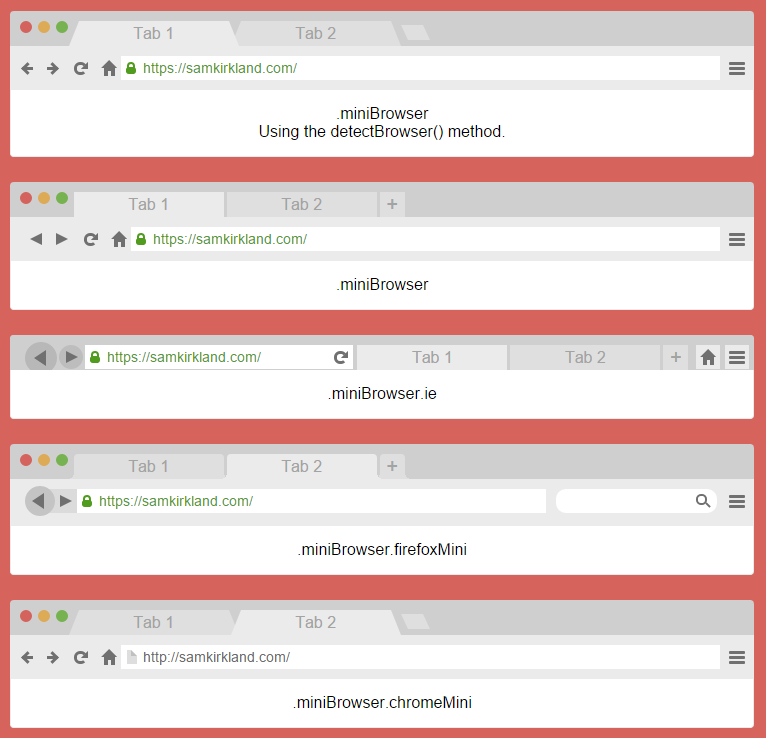 Tab 1
Tab 2
https://samkirkland.com/
.miniBrowser
Using the detectBrowser() method.
Tab 1
Tab 2
+
https://samkirkland.com/
.miniBrowser
https://samkirkland.com/
Tab 1
Tab 2
+
.miniBrowser.ie
Tab 1
Tab 2
+
https://samkirkland.com/
.miniBrowser.firefoxMini
Tab 1
Tab 2
http://samkirkland.com/
.miniBrowser.chromeMini